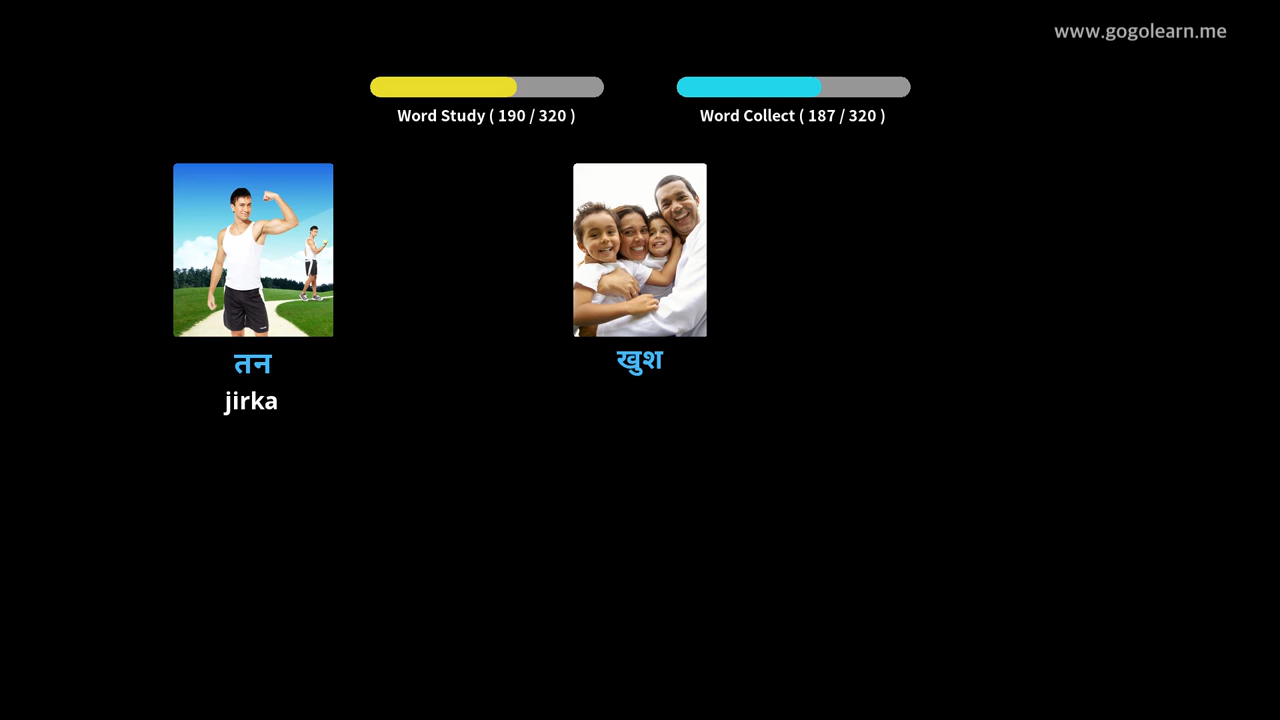 www.gogolearn.me
Word Study ( 190 / 320 )
Word Collect ( 187 / 320 )
तन
jirka
खुश